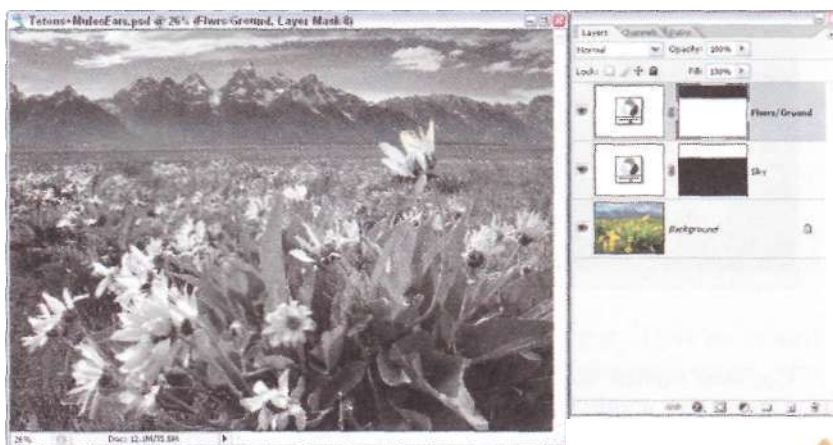 Tetons+MulesEars.psd @ 26% (Flwrs/Ground, Layer Mask/8)
Layers Channels Paths
Normal Opacity: 100%
Lock: Fill: 100%
Flwrs/Ground
Sky
Background
26% Doc: 12.1M/35.8M